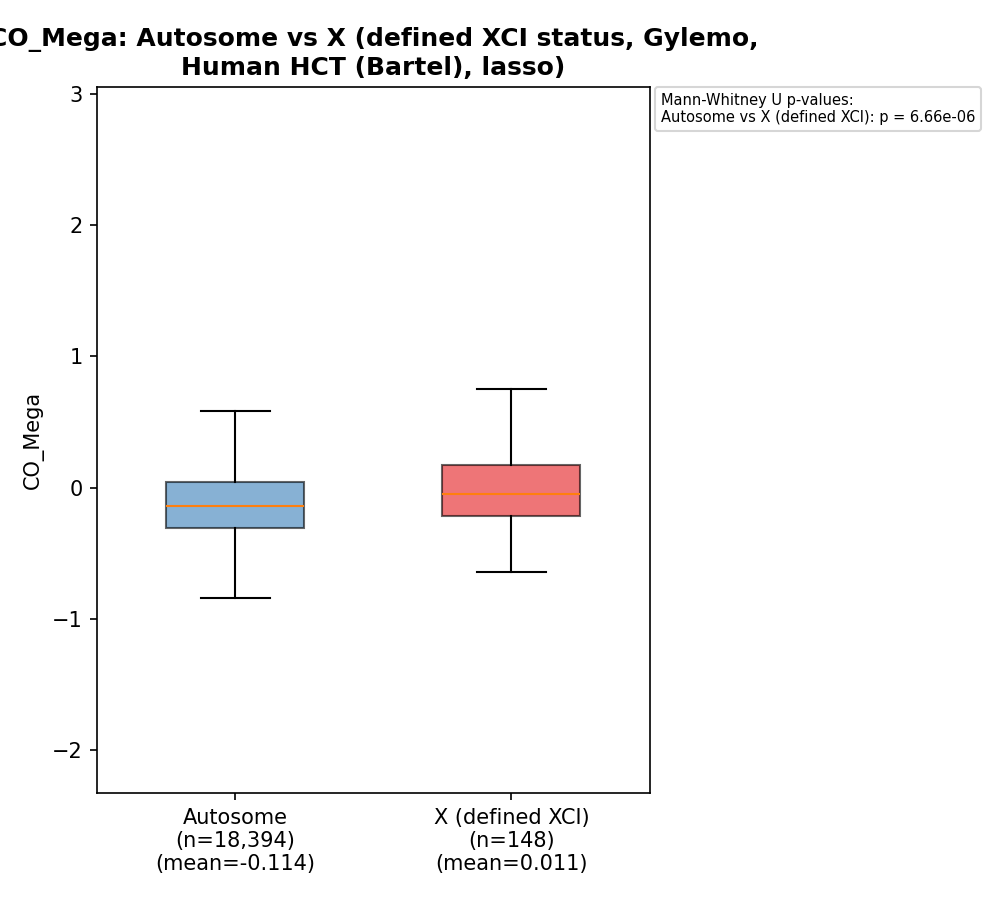 CO_Mega: Autosome vs X (defined XCI status, Gylemo,
Human HCT (Bartel), lasso)
Mann-Whitney U p-values:
Autosome vs X (defined XCI): p = 6.66e-06
CO_Mega
3
2
1
0
−1
−2
Autosome
(n=18,394)
(mean=-0.114)
X (defined XCI)
(n=148)
(mean=0.011)